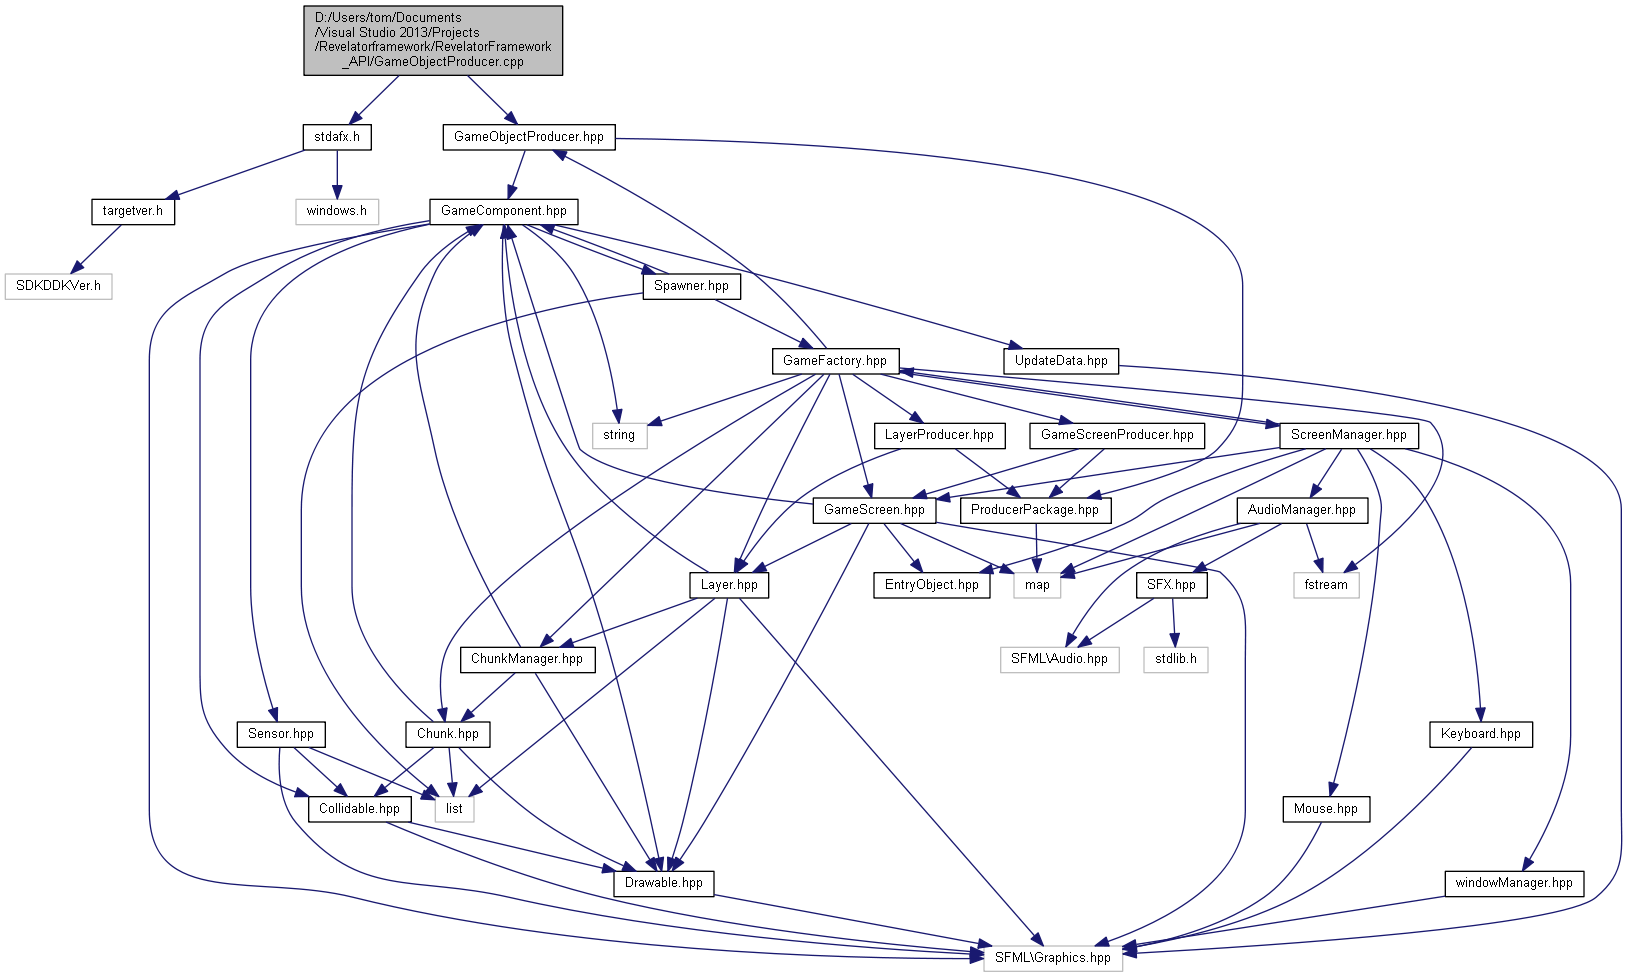 D:/Users/tom/Documents
/Visual Studio 2013/Projects
/Revelatorframework/RevelatorFramework
_API/GameObjectProducer.cpp
stdafx.h
GameObjectProducer.hpp
targetver.h
windows.h
GameComponent.hpp
SDKDDKVer.h
Spawner.hpp
GameFactory.hpp
UpdateData.hpp
string
LayerProducer.hpp
GameScreenProducer.hpp
ScreenManager.hpp
GameScreen.hpp
ProducerPackage.hpp
AudioManager.hpp
Layer.hpp
EntryObject.hpp
map
SFX.hpp
fstream
ChunkManager.hpp
SFML\Audio.hpp
stdlib.h
Sensor.hpp
Chunk.hpp
Keyboard.hpp
Collidable.hpp
list
Mouse.hpp
Drawable.hpp
windowManager.hpp
SFML\Graphics.hpp